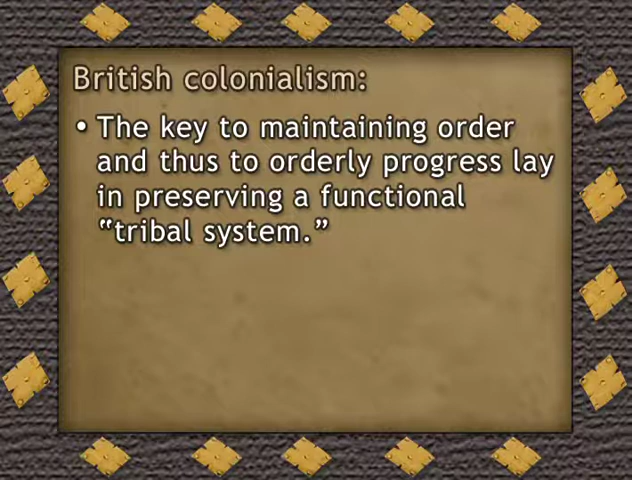 British colonialism:
• The key to maintaining order
and thus to orderly progress lay
in preserving a functional
“tribal system.”